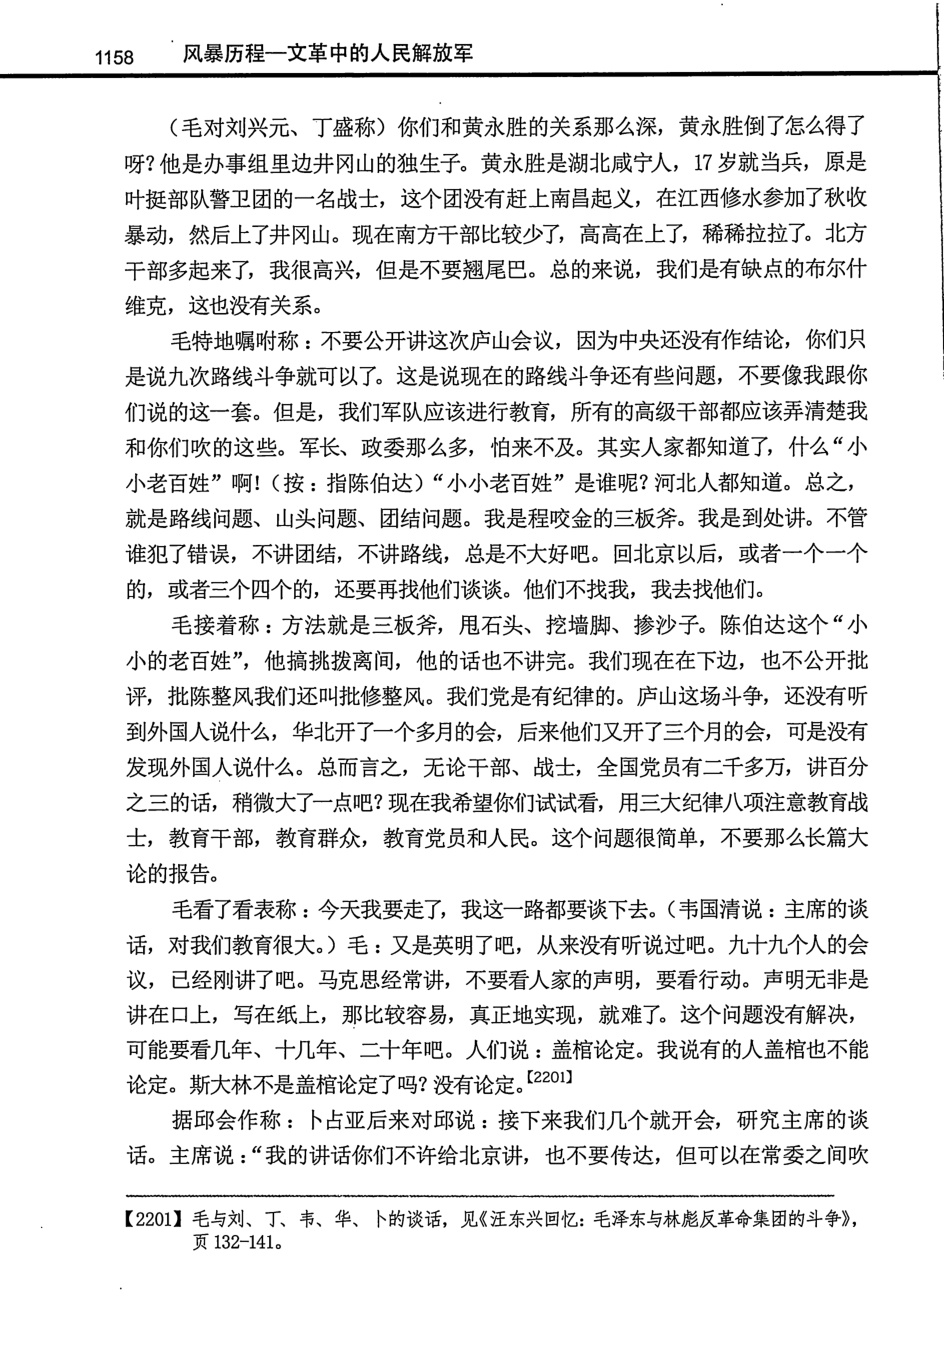 1158 风暴历程—文革中的人民解放军
（毛对刘兴元、丁盛称）你们和黄永胜的关系那么深，黄永胜倒了怎么得了
呀？他是办事组里边井冈山的独生子。黄永胜是湖北咸宁人，17岁就当兵，原是
叶挺部队警卫团的一名战士，这个团没有赶上南昌起义，在江西修水参加了秋收
暴动，然后上了井冈山。现在南方干部比较少了，高高在上了，稀稀拉拉了。北方
干部多起来了，我很高兴，但是不要翘尾巴。总的来说，我们是有缺点的布尔什
维克，这也没有关系。
毛特地嘱咐称：不要公开讲这次庐山会议，因为中央还没有作结论，你们只
是说九次路线斗争就可以了。这是说现在的路线斗争还有些问题，不要像我跟你
们说的这一套。但是，我们军队应该进行教育，所有的高级干部都应该弄清楚我
和你们吹的这些。军长、政委那么多，怕来不及。其实人家都知道了，什么“小
小老百姓”啊！（按：指陈伯达）“小小老百姓”是谁呢？河北人都知道。总之，
就是路线问题、山头问题、团结问题。我是程咬金的三板斧。我是到处讲。不管
谁犯了错误，不讲团结，不讲路线，总是不大好吧。回北京以后，或者一个一个
的，或者三个四个的，还要再找他们谈谈。他们不找我，我去找他们。
毛接着称：方法就是三板斧，甩石头、挖墙脚、掺沙子。陈伯达这个“小
小的老百姓”，他搞挑拨离间，他的话也不讲完。我们现在在下边，也不公开批
评，批陈整风我们还叫批修整风。我们党是有纪律的。庐山这场斗争，还没有听
到外国人说什么，华北开了一个多月的会，后来他们又开了三个月的会，可是没有
发现外国人说什么。总而言之，无论干部、战士，全国党员有二千多万，讲百分
之三的话，稍微大了一点吧？现在我希望你们试试看，用三大纪律八项注意教育战
士，教育干部，教育群众，教育党员和人民。这个问题很简单，不要那么长篇大
论的报告。
毛看了看表称：今天我要走了，我这一路都要谈下去。（韦国清说：主席的谈
话，对我们教育很大。）毛：又是英明了吧，从来没有听说过吧。九十九个人的会
议，已经刚讲了吧。马克思经常讲，不要看人家的声明，要看行动。声明无非是
讲在口上，写在纸上，那比较容易，真正地实现，就难了。这个问题没有解决，
可能要看几年、十几年、二十年吧。人们说：盖棺论定。我说有的人盖棺也不能
论定。斯大林不是盖棺论定了吗？没有论定。【2201】
据邱会作称：卜占亚后来对邱说：接下来我们几个就开会，研究主席的谈
话。主席说：“我的讲话你们不许给北京讲，也不要传达，但可以在常委之间吹
【2201】毛与刘、丁、韦、华、卜的谈话，见《汪东兴回忆：毛泽东与林彪反革命集团的斗争》，
页132-141。